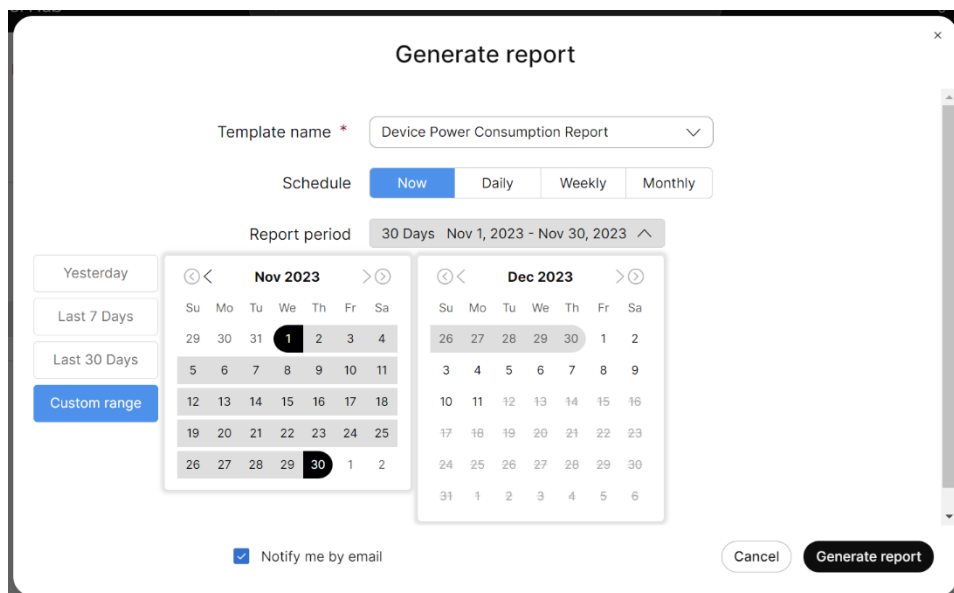 Generate report
Template name *
Device Power Consumption Report
Schedule
Now Daily Weekly Monthly
Report period
30 Days Nov 1, 2023 - Nov 30, 2023
Yesterday
Last 7 Days
Last 30 Days
Custom range
Nov 2023
Su Mo Tu We Th Fr Sa
29 30 31 1 2 3 4
5 6 7 8 9 10 11
12 13 14 15 16 17 18
19 20 21 22 23 24 25
26 27 28 29 30 1 2
Dec 2023
Su Mo Tu We Th Fr Sa
26 27 28 29 30 1 2
3 4 5 6 7 8 9
10 11 12 13 14 15 16
17 18 19 20 21 22 23
24 25 26 27 28 29 30
31 1 2 3 4 5 6
Notify me by email
Cancel
Generate report